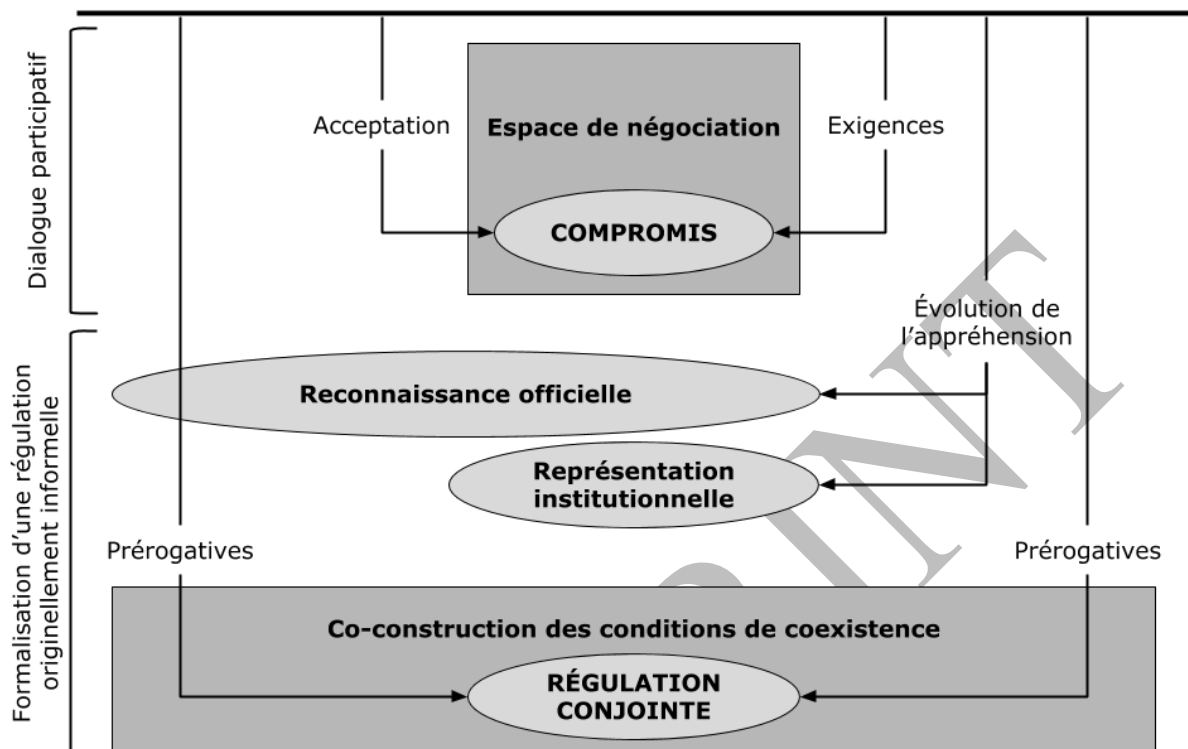 Dialogue participatif
Acceptation
Espace de négociation
Exigences
COMPROMIS
Évolution de
l’appréhension
Formalisation d’une régulation
originellement informelle
Reconnaissance officielle
Représentation
institutionnelle
Prérogatives
Prérogatives
Co-construction des conditions de coexistence
RÉGULATION
CONJOINTE